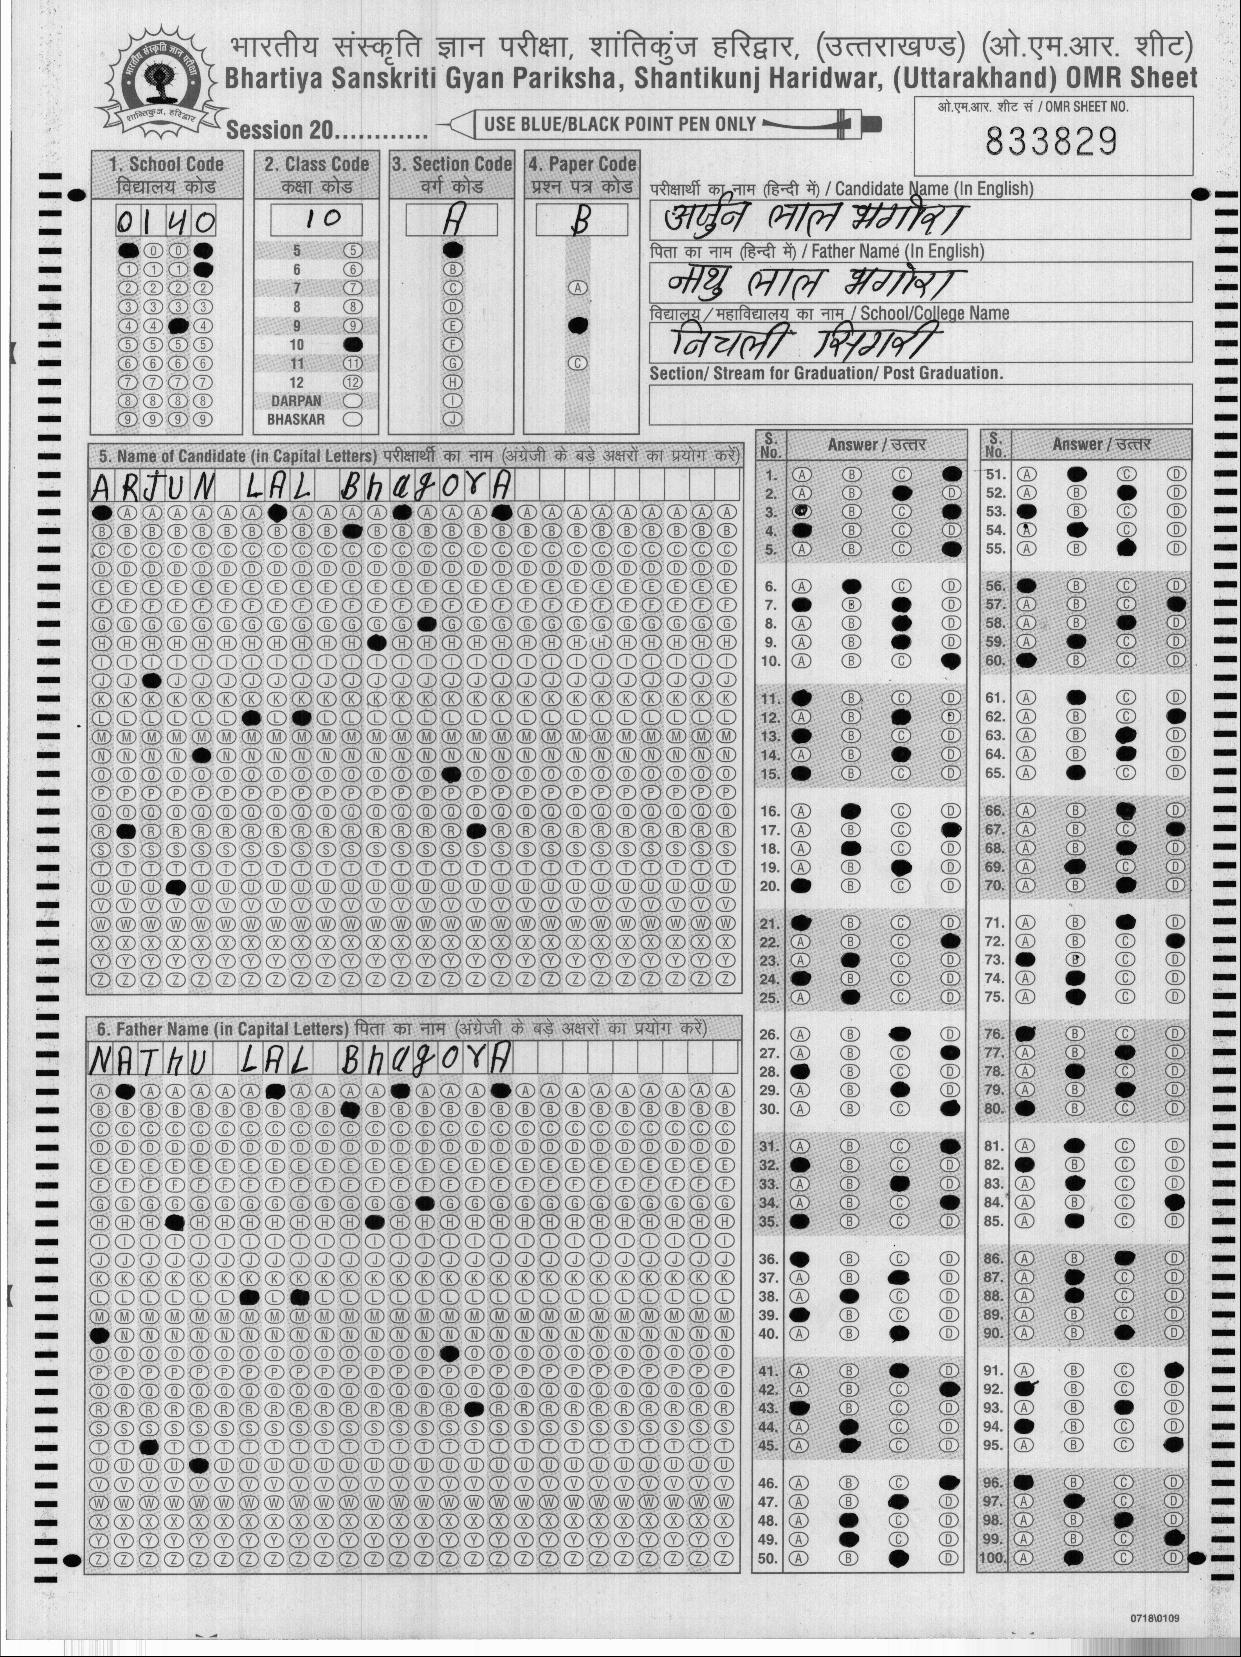 भारतीय संस्कृति ज्ञान परीक्षा, शांतिकुंज हरिद्वार, (उत्तराखण्ड) (ओ.एम.आर. शीट)
Bhartiya Sanskriti Gyan Pariksha, Shantikunj Haridwar, (Uttarakhand) OMR Sheet
Session 20............
USE BLUE/BLACK POINT PEN ONLY
ओ.एम.आर. शीट सं / OMR SHEET NO.
833829
1. School Code
विद्यालय कोड
0140
2. Class Code
कक्षा कोड
10
5
6
7
8
9
10
11
12
DARPAN
BHASKAR
3. Section Code
वर्ग कोड
A
4. Paper Code
प्रश्न पत्र कोड
B
परीक्षार्थी का नाम (हिन्दी में) / Candidate Name (In English)
अर्जुन लाल भगोरा
पिता का नाम (हिन्दी में) / Father Name (In English)
नाथु लाल भगोरा
विद्यालय/महाविद्यालय का नाम / School/College Name
निचली सिगरी
Section/ Stream for Graduation/ Post Graduation.
5. Name of Candidate (in Capital Letters) परीक्षार्थी का नाम (अंग्रेजी के बड़े अक्षरों का प्रयोग करें)
ARJUN LAL BhagorA
6. Father Name (in Capital Letters) पिता का नाम (अंग्रेजी के बड़े अक्षरों का प्रयोग करें)
NAThU LAL BhagorA
S. No. Answer / उत्तर
S. No. Answer / उत्तर
0718\0109